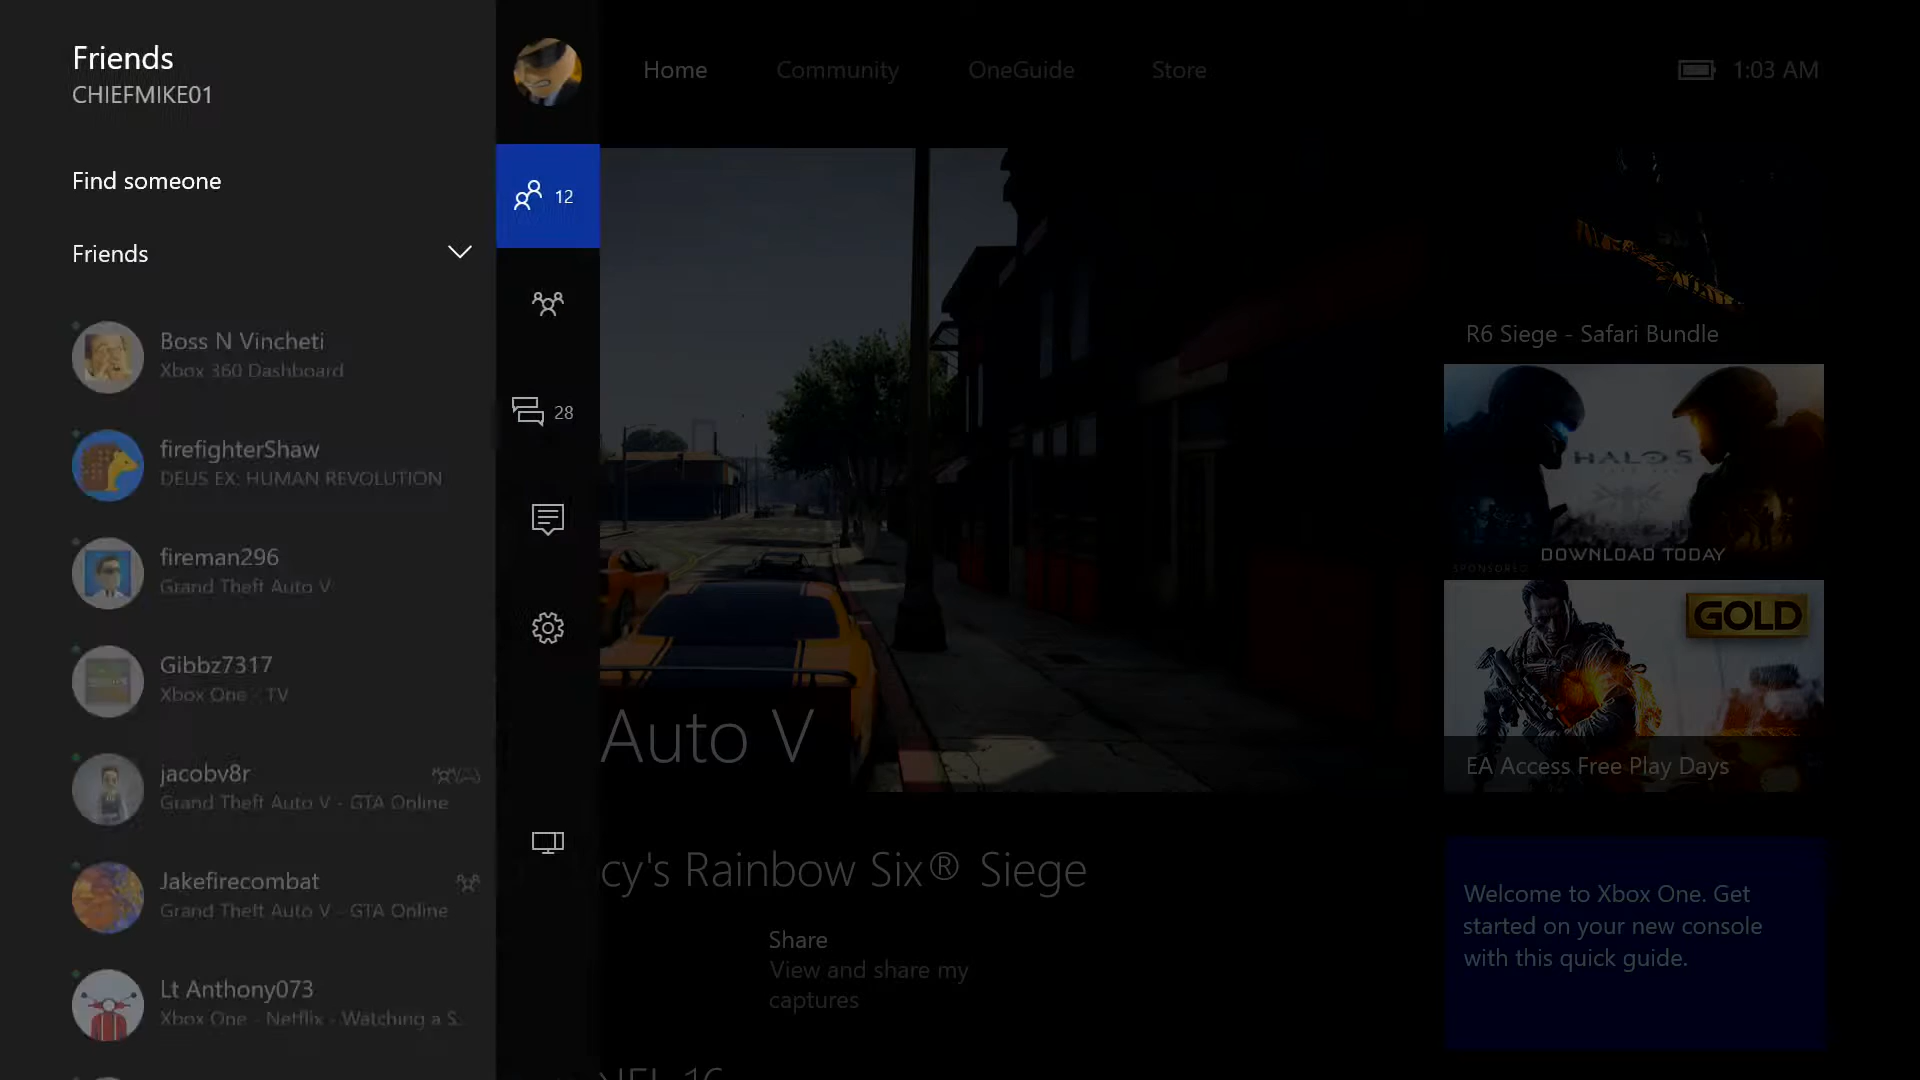 Friends
CHIEFMIKE01
Find someone
Friends
Boss N Vincheti
Xbox 360 Dashboard
firefighterShaw
DEUS EX: HUMAN REVOLUTION
fireman296
Grand Theft Auto V
Gibbz7317
Xbox One - TV
jacobv8r
Grand Theft Auto V - GTA Online
Jakefirecombat
Grand Theft Auto V - GTA Online
Lt Anthony073
Xbox One - Netflix - Watching a S
12
28
Home Community OneGuide Store
1:03 AM
Auto V
cy's Rainbow Six® Siege
Share
View and share my
captures
NFL 16
R6 Siege - Safari Bundle
HALO 5
DOWNLOAD TODAY
SPONSORED
GOLD
EA Access Free Play Days
Welcome to Xbox One. Get
started on your new console
with this quick guide.